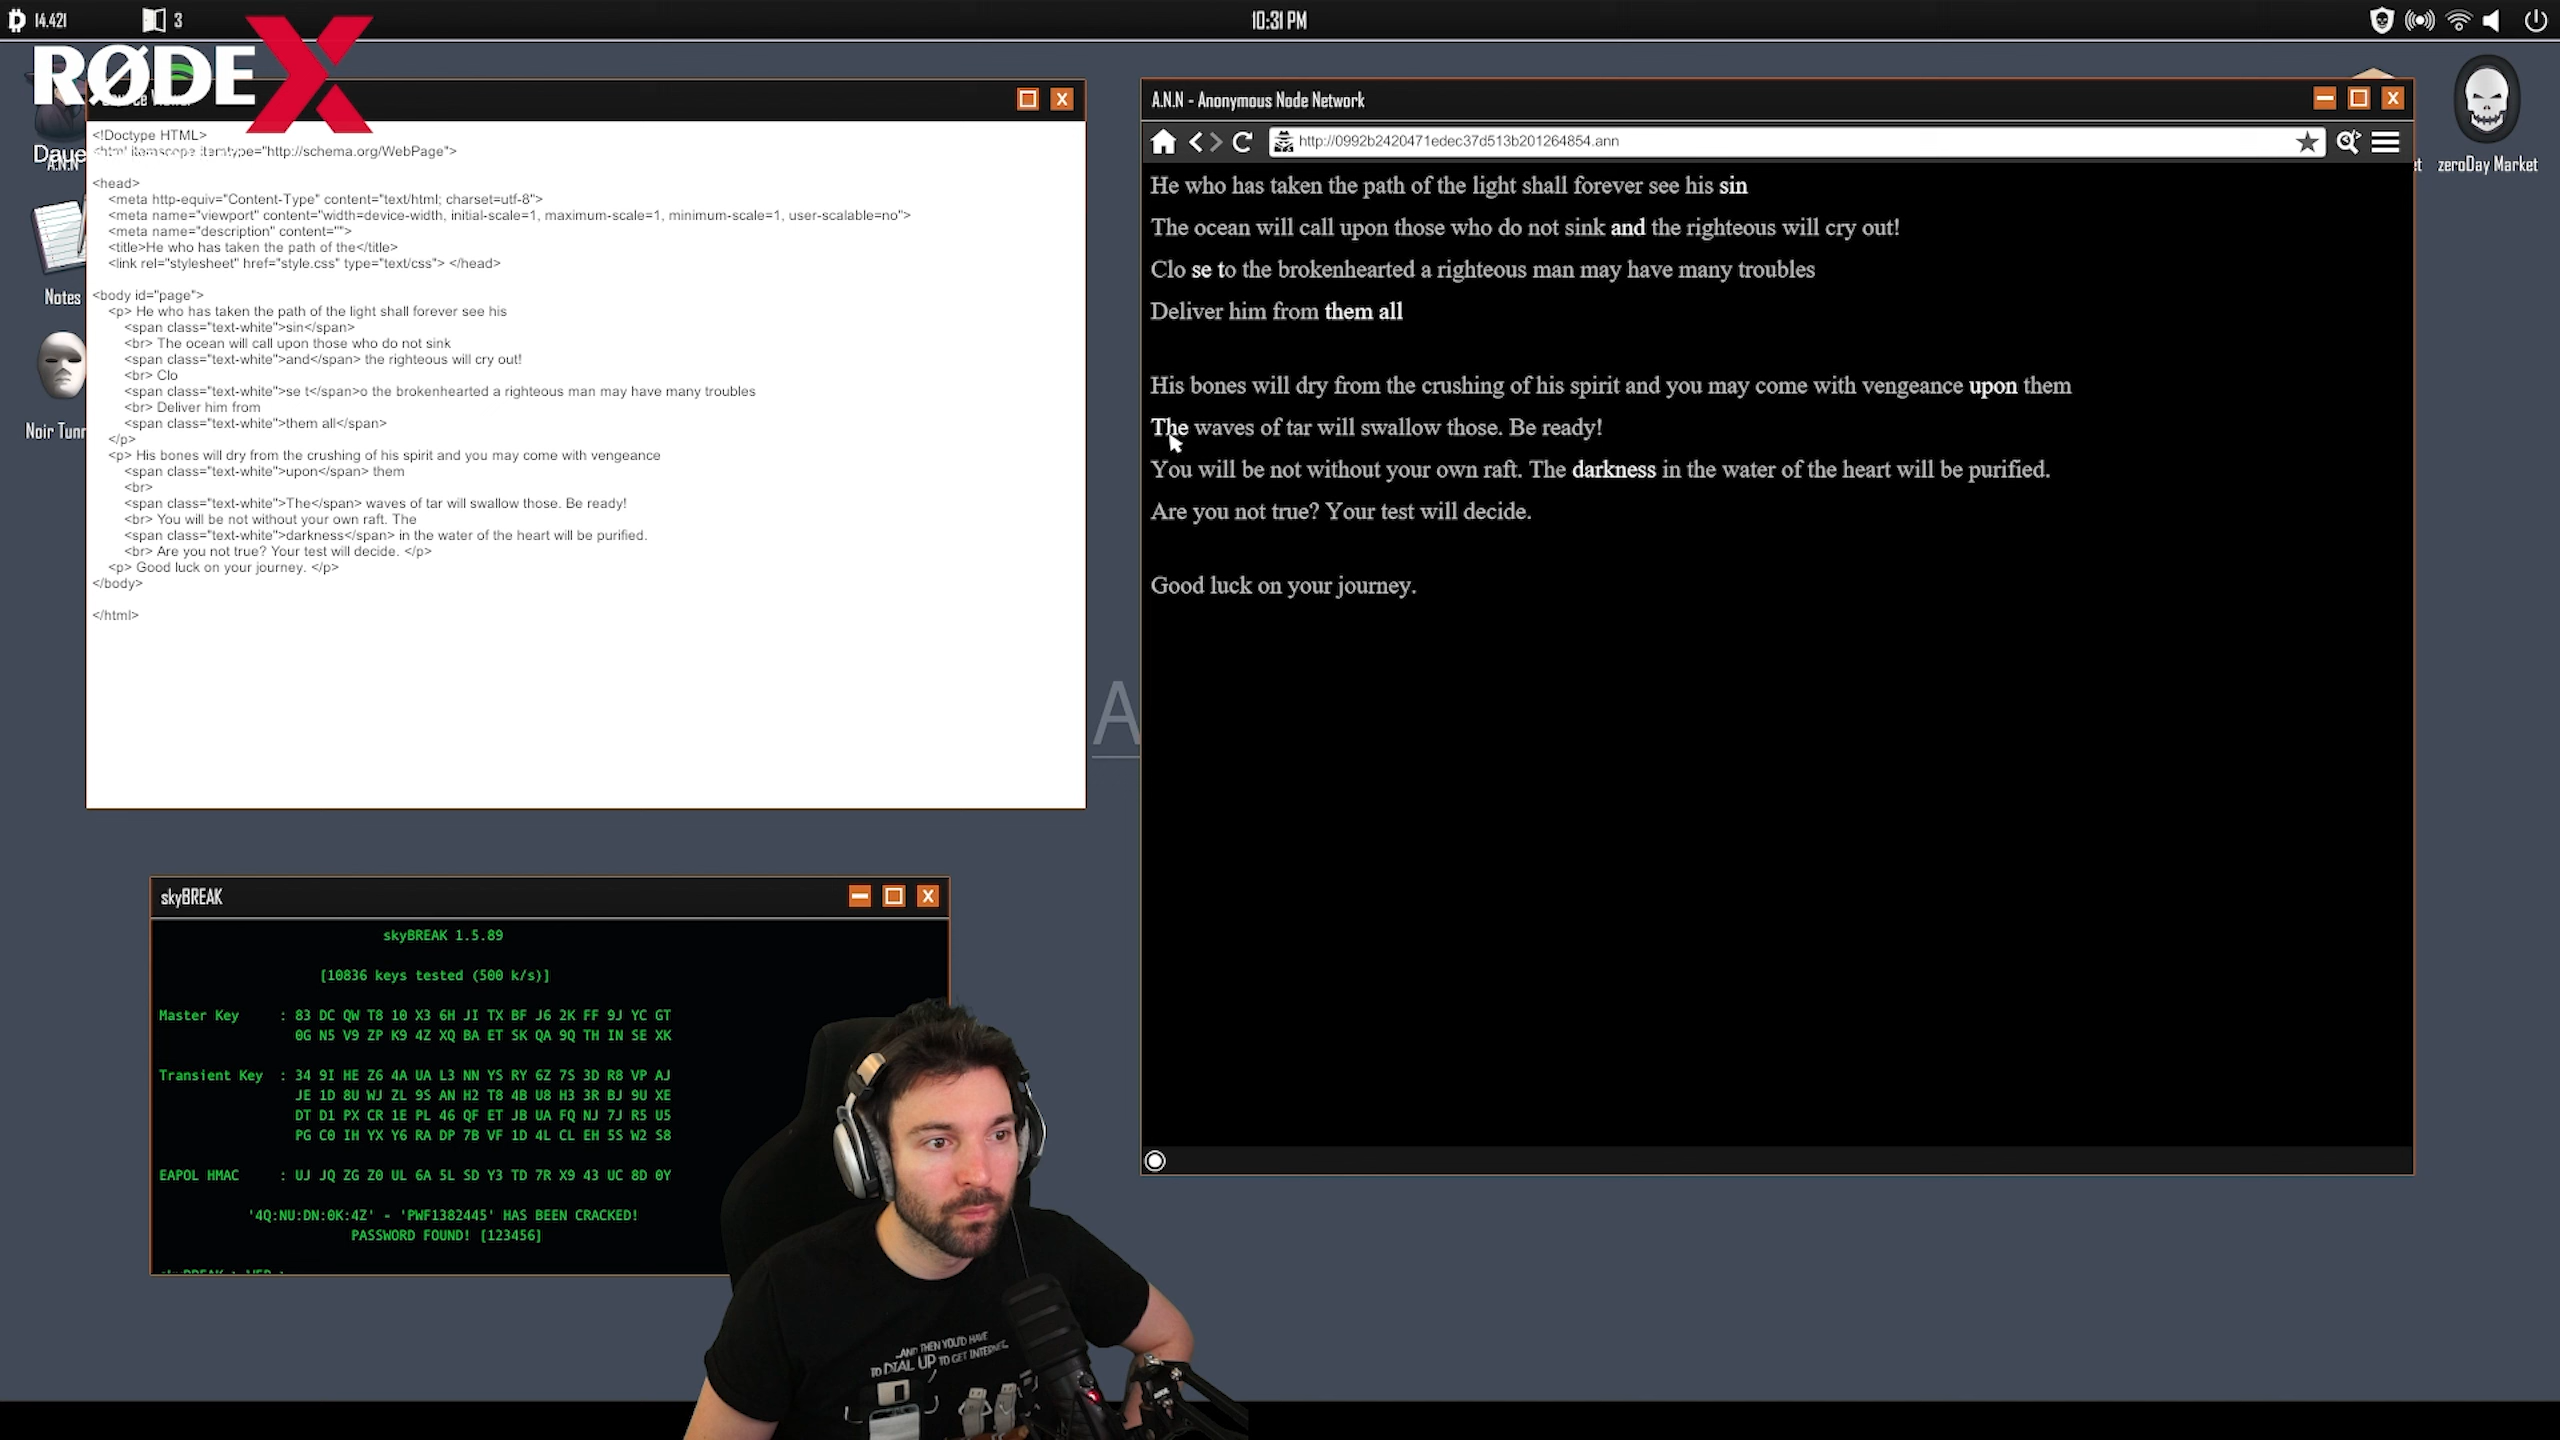 14.421
3
10:31 PM
RØDE X
Daue
A.N.N
Notes
Noir Tunn
zeroDay Market
<!Doctype HTML>
<html itemscope itemtype="http://schema.org/WebPage">
<head>
<meta http-equiv="Content-Type" content="text/html; charset=utf-8">
<meta name="viewport" content="width=device-width, initial-scale=1, maximum-scale=1, minimum-scale=1, user-scalable=no">
<meta name="description" content="">
<title>He who has taken the path of the</title>
<link rel="stylesheet" href="style.css" type="text/css"> </head>
<body id="page">
<p> He who has taken the path of the light shall forever see his
<span class="text-white">sin</span>
<br> The ocean will call upon those who do not sink
<span class="text-white">and</span> the righteous will cry out!
<br> Clo
<span class="text-white">se t</span>o the brokenhearted a righteous man may have many troubles
<br> Deliver him from
<span class="text-white">them all</span>
</p>
<p> His bones will dry from the crushing of his spirit and you may come with vengeance
<span class="text-white">upon</span> them
<br>
<span class="text-white">The</span> waves of tar will swallow those. Be ready!
<br> You will be not without your own raft. The
<span class="text-white">darkness</span> in the water of the heart will be purified.
<br> Are you not true? Your test will decide. </p>
<p> Good luck on your journey. </p>
</body>
</html>
A.N.N - Anonymous Node Network
http://0992b2420471edec37d513b201264854.ann
He who has taken the path of the light shall forever see his sin
The ocean will call upon those who do not sink and the righteous will cry out!
Clo se to the brokenhearted a righteous man may have many troubles
Deliver him from them all
His bones will dry from the crushing of his spirit and you may come with vengeance upon them
The waves of tar will swallow those. Be ready!
You will be not without your own raft. The darkness in the water of the heart will be purified.
Are you not true? Your test will decide.
Good luck on your journey.
A
skyBREAK
skyBREAK 1.5.89
[10836 keys tested (500 k/s)]
Master Key : 83 DC QW T8 10 X3 6H JI TX BF J6 2K FF 9J YC GT
0G N5 V9 ZP K9 4Z XQ BA ET SK QA 9Q TH IN SE XK
Transient Key : 34 9I HE Z6 4A UA L3 NN YS RY 6Z 7S 3D R8 VP AJ
JE 1D 8U WJ ZL 9S AN H2 T8 4B U8 H3 3R BJ 9U XE
DT D1 PX CR 1E PL 46 QF ET JB UA FQ NJ 7J R5 U5
PG C0 IH YX Y6 RA DP 7B VF 1D 4L CL EH 5S W2 S8
EAPOL HMAC : UJ JQ ZG Z0 UL 6A 5L SD Y3 TD 7R X9 43 UC 8D 0Y
'4Q:NU:DN:0K:4Z' - 'PWF1382445' HAS BEEN CRACKED!
PASSWORD FOUND! [123456]
...AND THEN YOU'D HAVE
TO DIAL UP TO GET INTERNET.